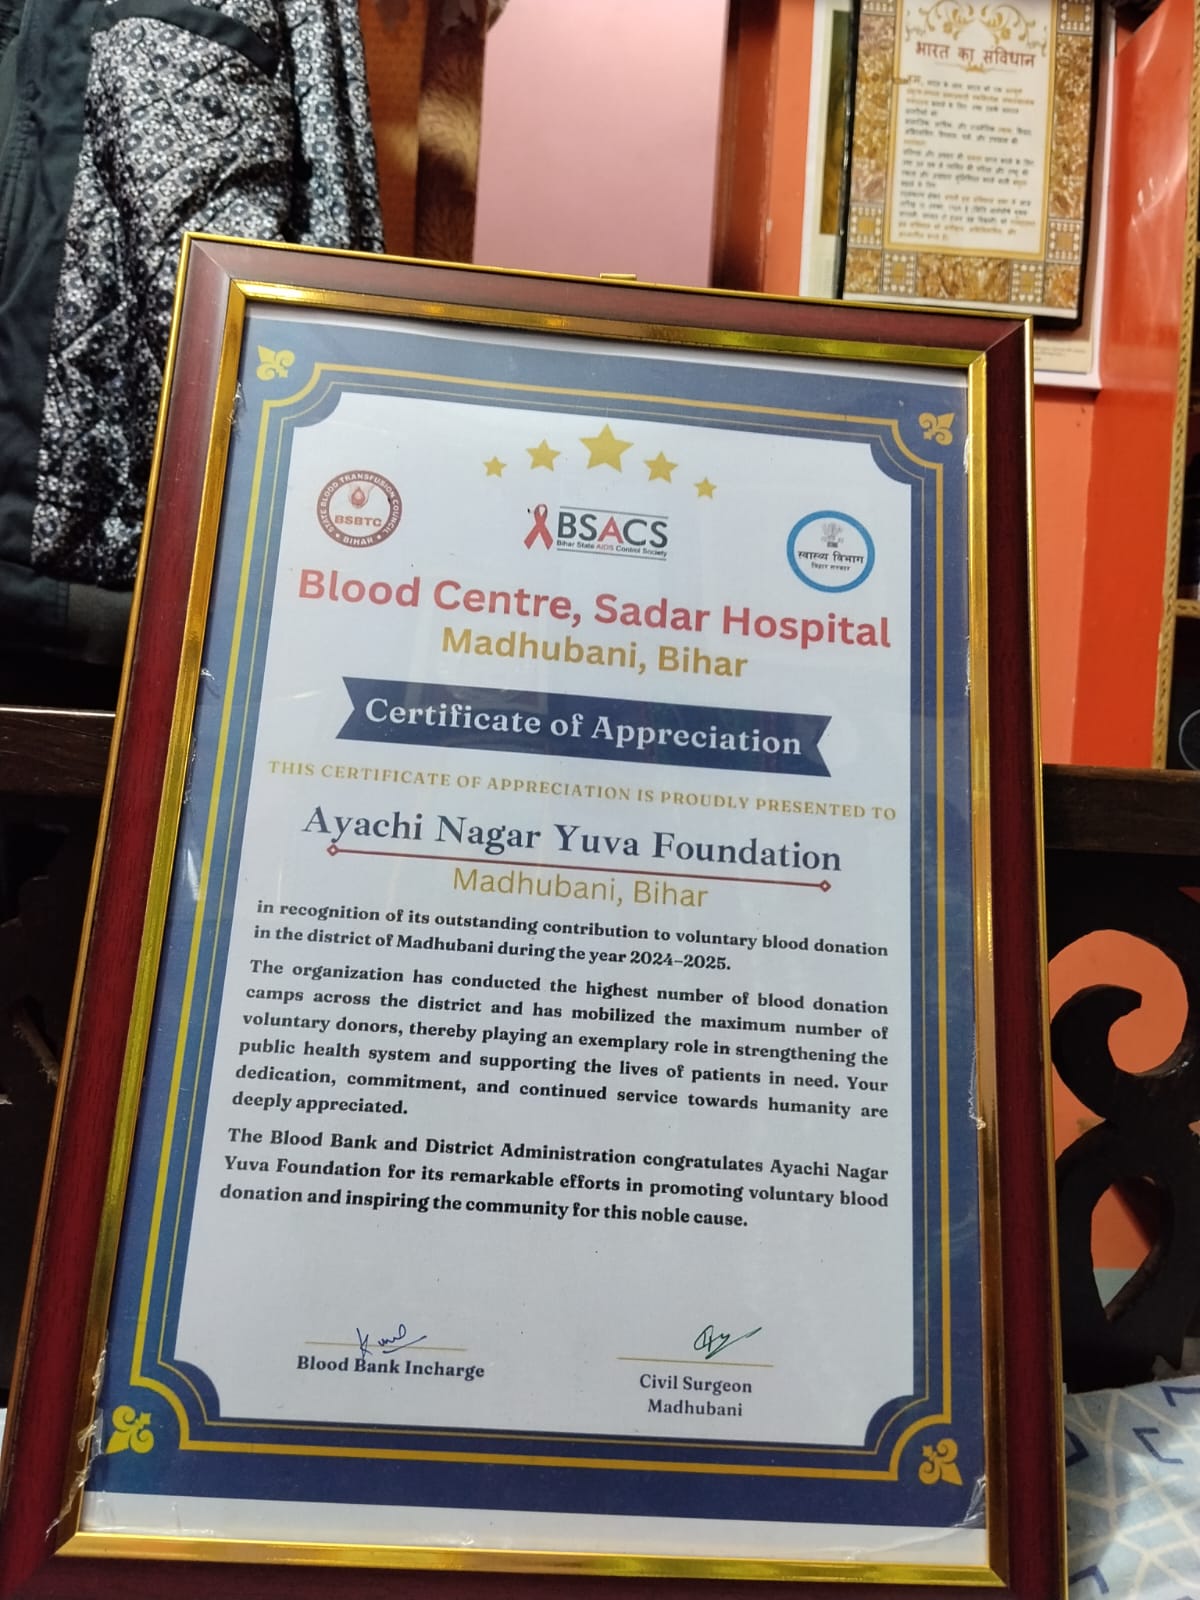 भारत का संविधान
STATE BLOOD TRANSFUSION COUNCIL
BSBTC
BIHAR
BSACS
Bihar State AIDS Control Society
स्वास्थ्य विभाग
बिहार सरकार
Blood Centre, Sadar Hospital
Madhubani, Bihar
Certificate of Appreciation
THIS CERTIFICATE OF APPRECIATION IS PROUDLY PRESENTED TO
Ayachi Nagar Yuva Foundation
Madhubani, Bihar
in recognition of its outstanding contribution to voluntary blood donation
in the district of Madhubani during the year 2024–2025.
The organization has conducted the highest number of blood donation
camps across the district and has mobilized the maximum number of
voluntary donors, thereby playing an exemplary role in strengthening the
public health system and supporting the lives of patients in need. Your
dedication, commitment, and continued service towards humanity are
deeply appreciated.
The Blood Bank and District Administration congratulates Ayachi Nagar
Yuva Foundation for its remarkable efforts in promoting voluntary blood
donation and inspiring the community for this noble cause.
Blood Bank Incharge
Civil Surgeon
Madhubani